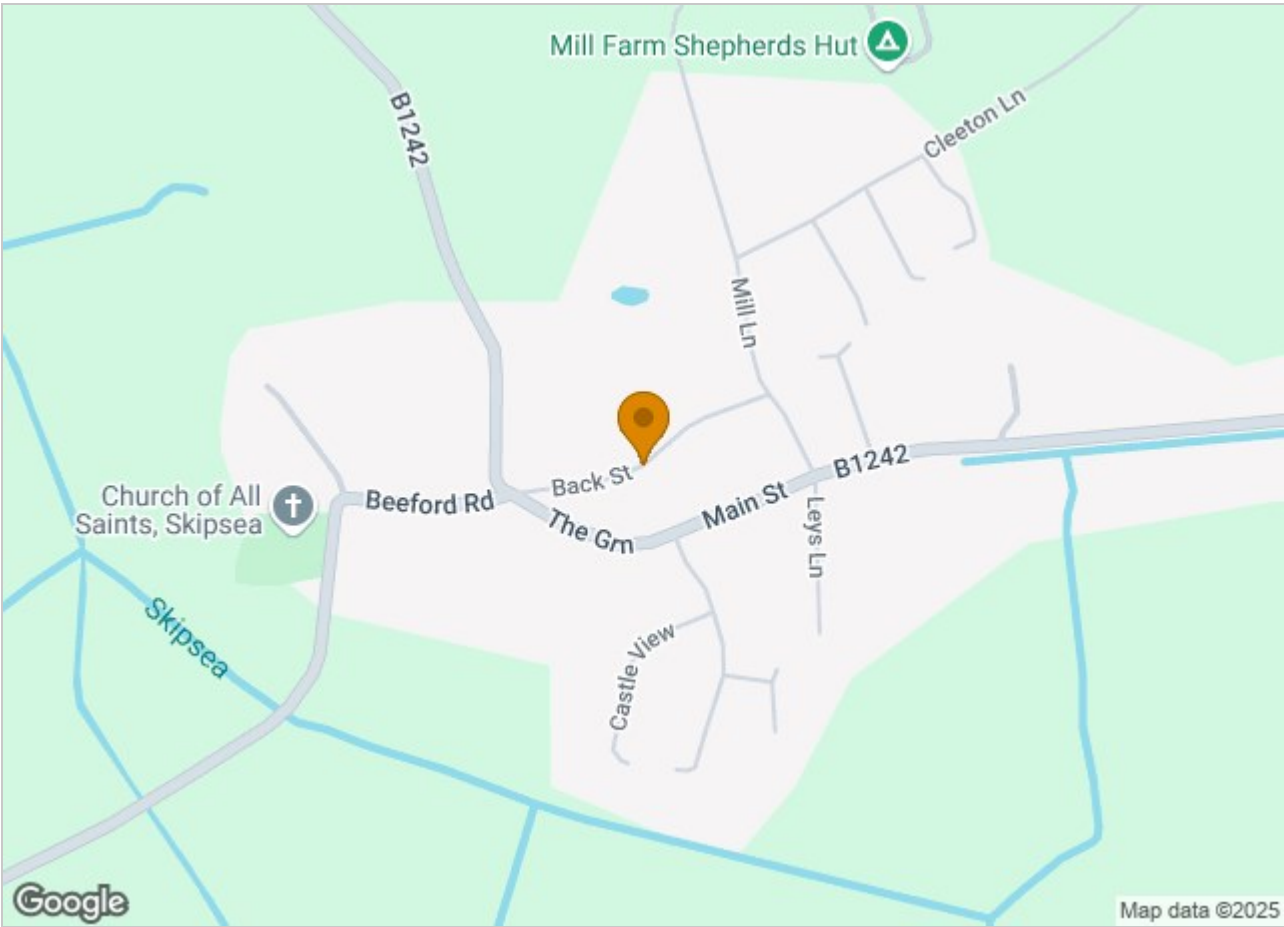 Mill Farm Shepherds Hut
B1242
Cleeton Ln
Mill Ln
Back St
Church of All
Saints, Skipsea
Beeford Rd
The Grn
Main St
B1242
Leys Ln
Skipsea
Castle View
Google
Map data ©2025